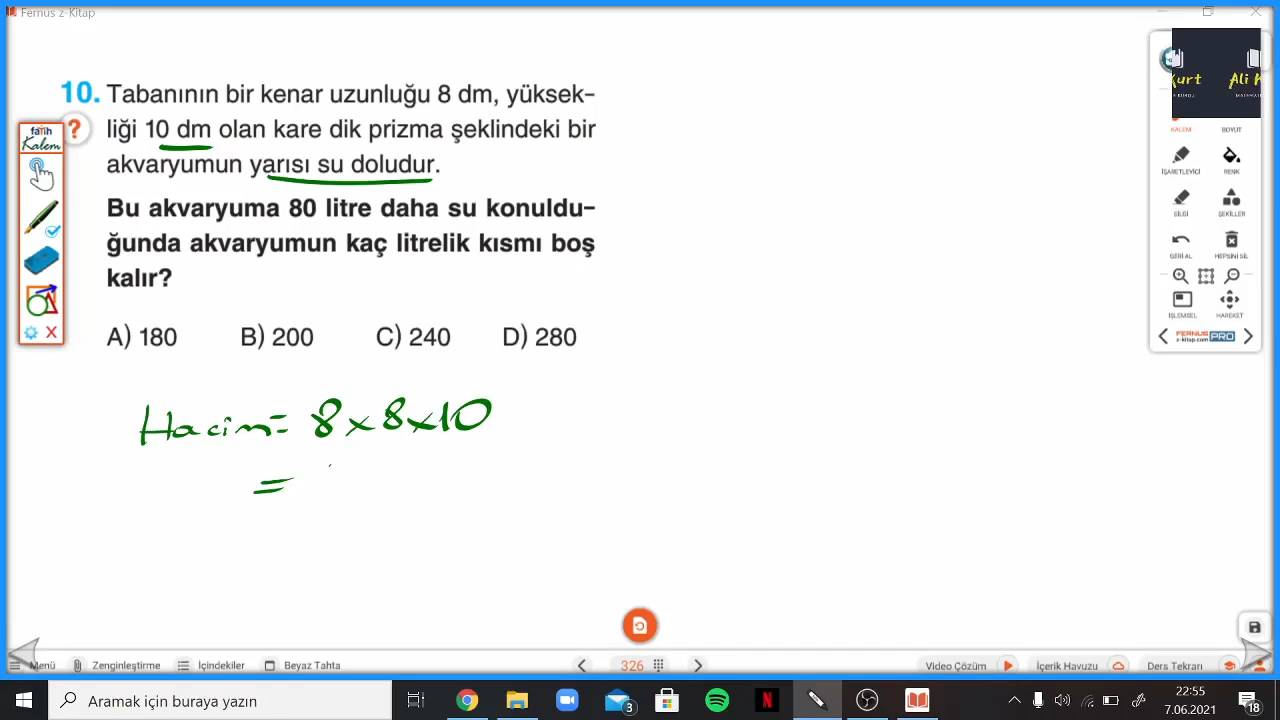 Fernus z-Kitap
10. Tabanının bir kenar uzunluğu 8 dm, yüksek-
liği 10 dm olan kare dik prizma şeklindeki bir
akvaryumun yarısı su doludur.
Bu akvaryuma 80 litre daha su konuldu-
ğunda akvaryumun kaç litrelik kısmı boş
kalır?
A) 180 B) 200 C) 240 D) 280
Hacim = 8 x 8 x 10
=
fatih
Kalem
?
Kurt
Ali
KALEM BOYUT
İŞARETLEYİCİ RENK
SİLGİ ŞEKİLLER
GERİ AL HEPSİNİ SİL
İŞLEMSEL HAREKET
FERNUS
z-kitap.com PRO
Menü Zenginleştirme İçindekiler Beyaz Tahta 326 Video Çözüm İçerik Havuzu Ders Tekrarı
Aramak için buraya yazın
3
N
22:55
7.06.2021
18